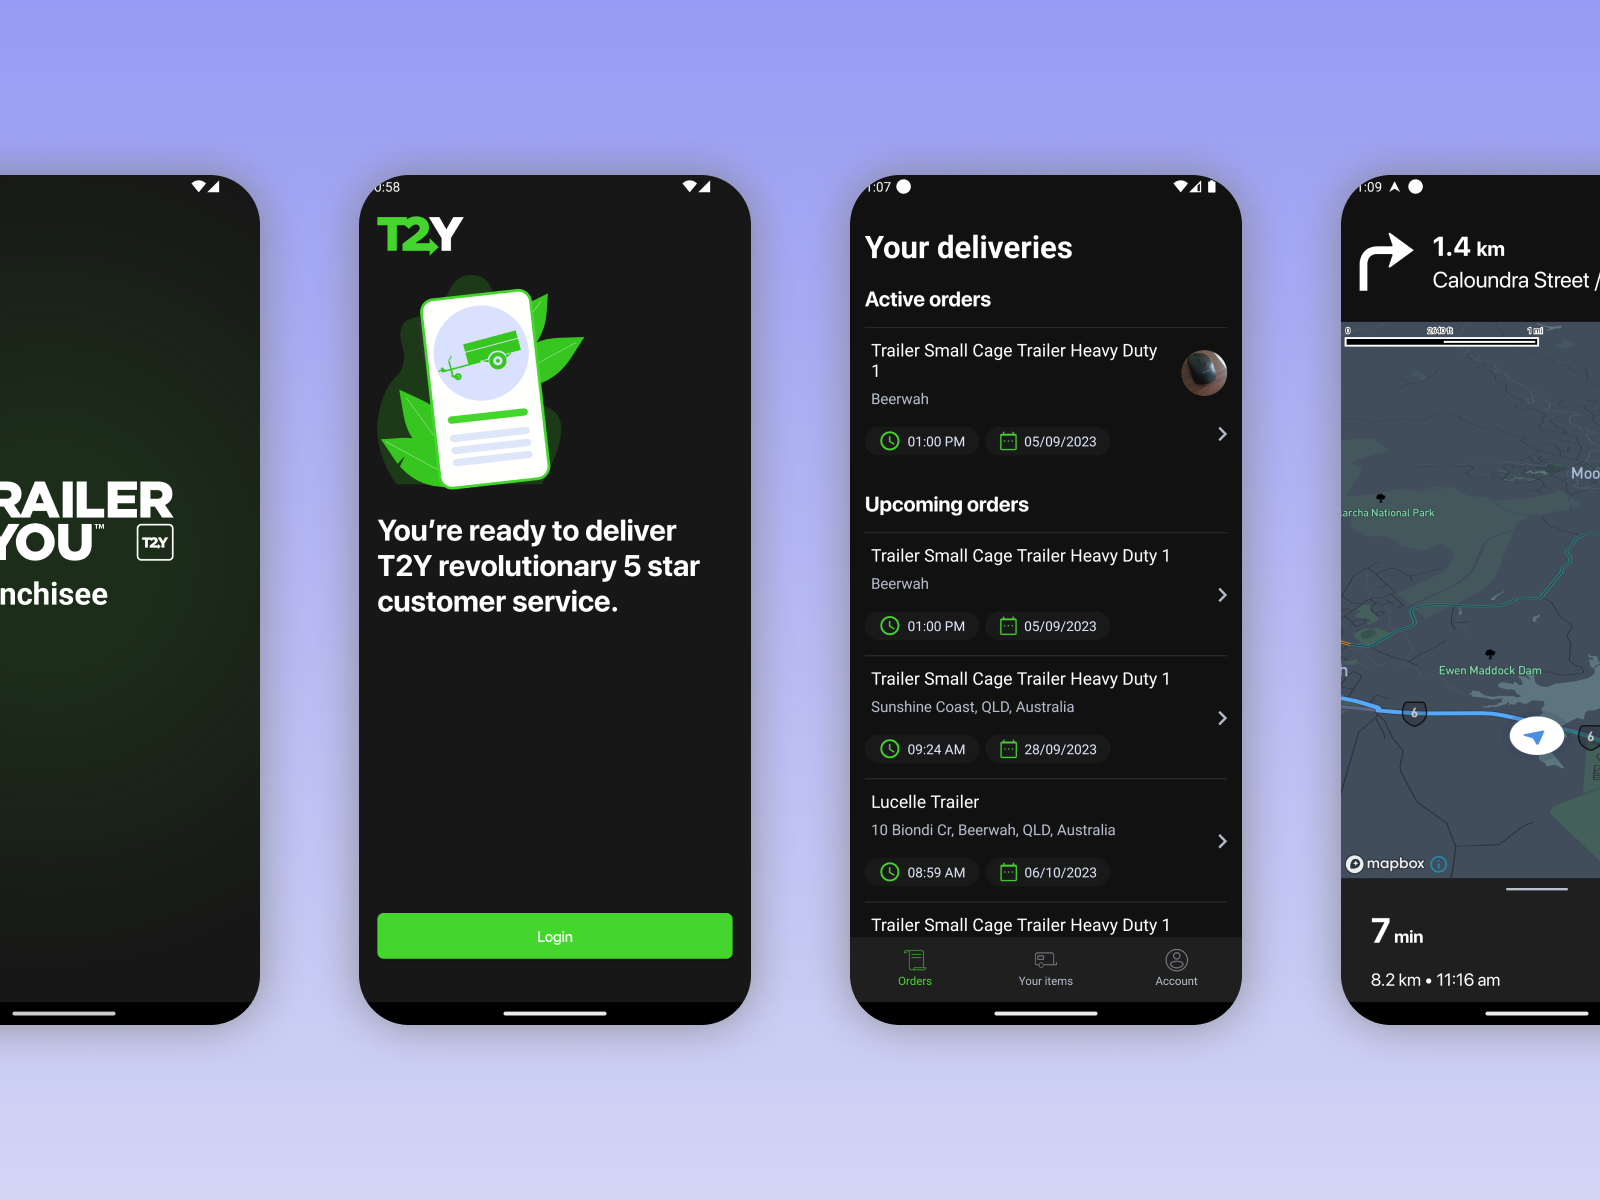 RAILER
YOU™
T2Y
nchisee
0:58
T2Y
You're ready to deliver
T2Y revolutionary 5 star
customer service.
Login
1:07
Your deliveries
Active orders
Trailer Small Cage Trailer Heavy Duty
1
Beerwah
01:00 PM
05/09/2023
Upcoming orders
Trailer Small Cage Trailer Heavy Duty 1
Beerwah
01:00 PM
05/09/2023
Trailer Small Cage Trailer Heavy Duty 1
Sunshine Coast, QLD, Australia
09:24 AM
28/09/2023
Lucelle Trailer
10 Biondi Cr, Beerwah, QLD, Australia
08:59 AM
06/10/2023
Trailer Small Cage Trailer Heavy Duty 1
Orders
Your items
Account
1:09
1.4 km
Caloundra Street /
0
2640 ft
1 mi
Moo
archa National Park
Ewen Maddock Dam
n
6
6
mapbox
7 min
8.2 km • 11:16 am